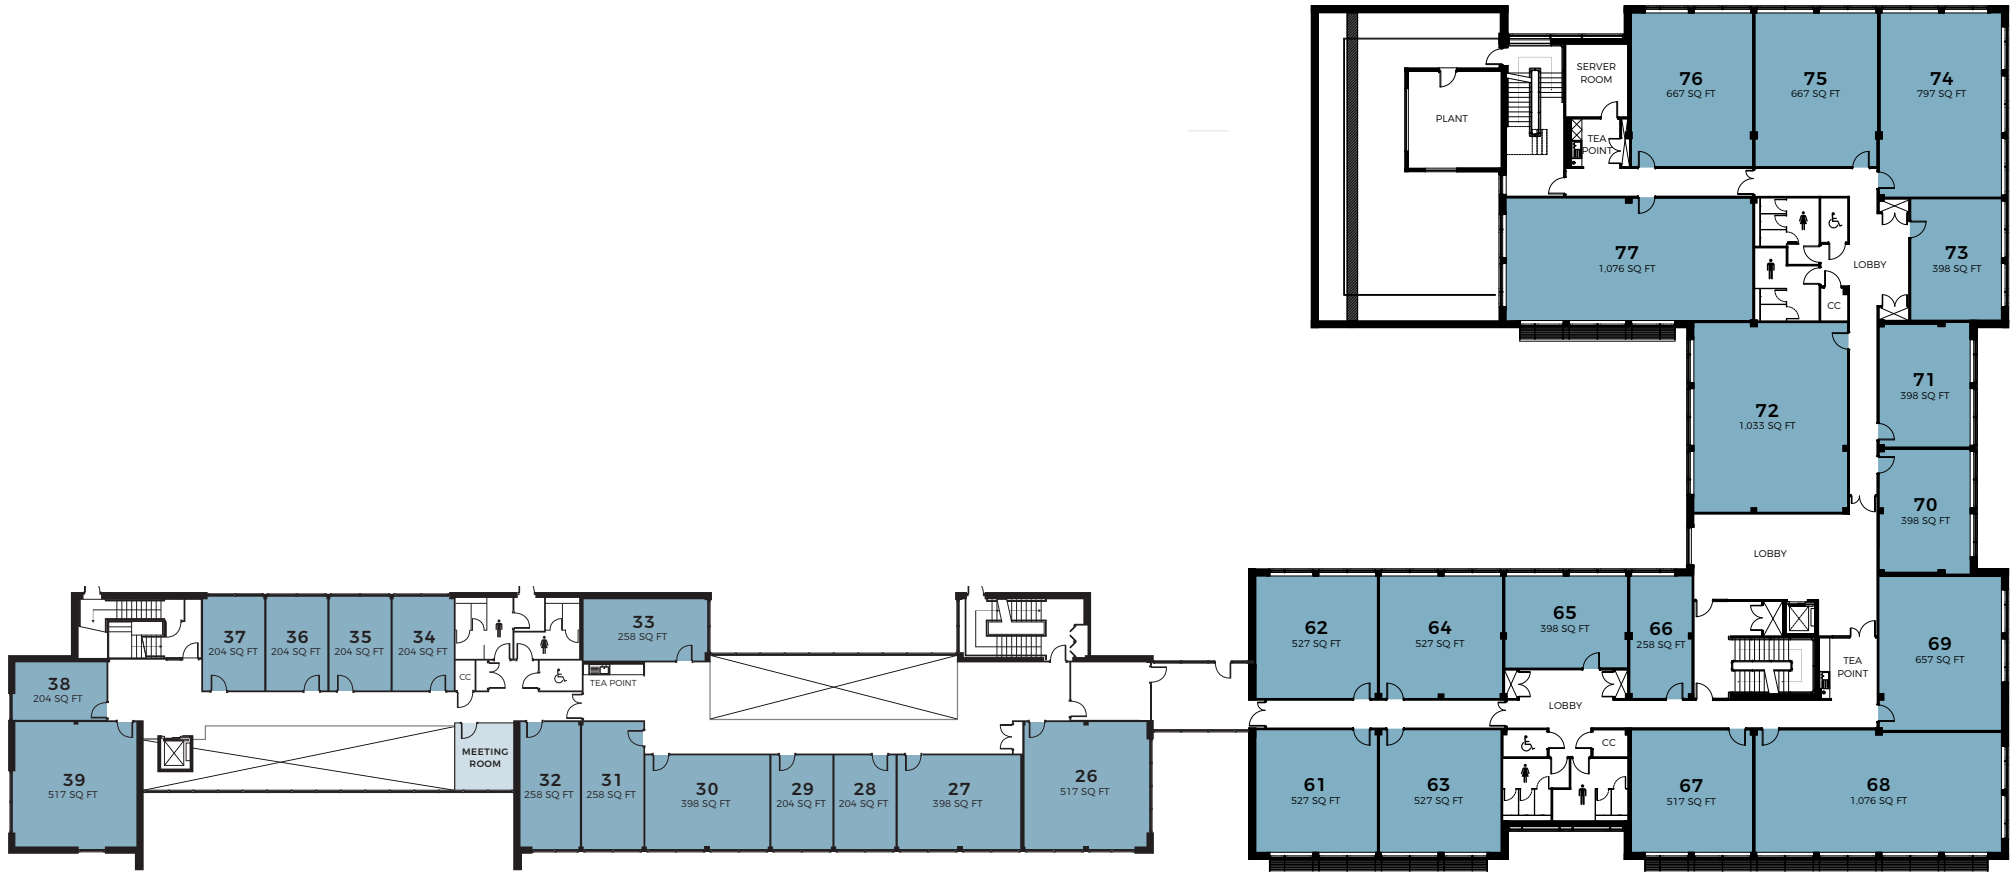 SERVER
ROOM
76
667 SQ FT
75
667 SQ FT
74
797 SQ FT
PLANT
TEA
POINT
77
1,076 SQ FT
LOBBY
73
398 SQ FT
CC
72
1,033 SQ FT
71
398 SQ FT
70
398 SQ FT
LOBBY
62
527 SQ FT
64
527 SQ FT
65
398 SQ FT
66
258 SQ FT
69
657 SQ FT
TEA
POINT
LOBBY
CC
61
527 SQ FT
63
527 SQ FT
67
517 SQ FT
68
1,076 SQ FT
37
204 SQ FT
36
204 SQ FT
35
204 SQ FT
34
204 SQ FT
33
258 SQ FT
CC
TEA POINT
38
204 SQ FT
39
517 SQ FT
MEETING
ROOM
32
258 SQ FT
31
258 SQ FT
30
398 SQ FT
29
204 SQ FT
28
204 SQ FT
27
398 SQ FT
26
517 SQ FT